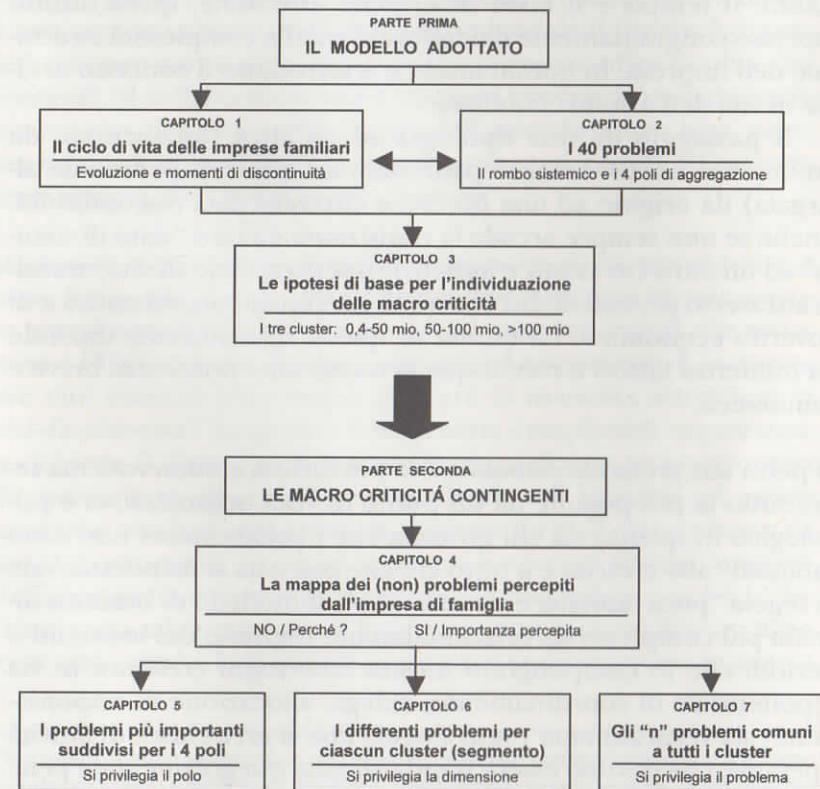 PARTE PRIMA
IL MODELLO ADOTTATO
CAPITOLO 1
Il ciclo di vita delle imprese familiari
Evoluzione e momenti di discontinuità
CAPITOLO 2
I 40 problemi
Il rombo sistemico e i 4 poli di aggregazione
CAPITOLO 3
Le ipotesi di base per l'individuazione
delle macro criticità
I tre cluster: 0,4-50 mio, 50-100 mio, >100 mio
PARTE SECONDA
LE MACRO CRITICITÁ CONTINGENTI
CAPITOLO 4
La mappa dei (non) problemi percepiti
dall'impresa di famiglia
NO / Perché ? SI / Importanza percepita
CAPITOLO 5
I problemi più importanti
suddivisi per i 4 poli
Si privilegia il polo
CAPITOLO 6
I differenti problemi per
ciascun cluster (segmento)
Si privilegia la dimensione
CAPITOLO 7
Gli "n" problemi comuni
a tutti i cluster
Si privilegia il problema